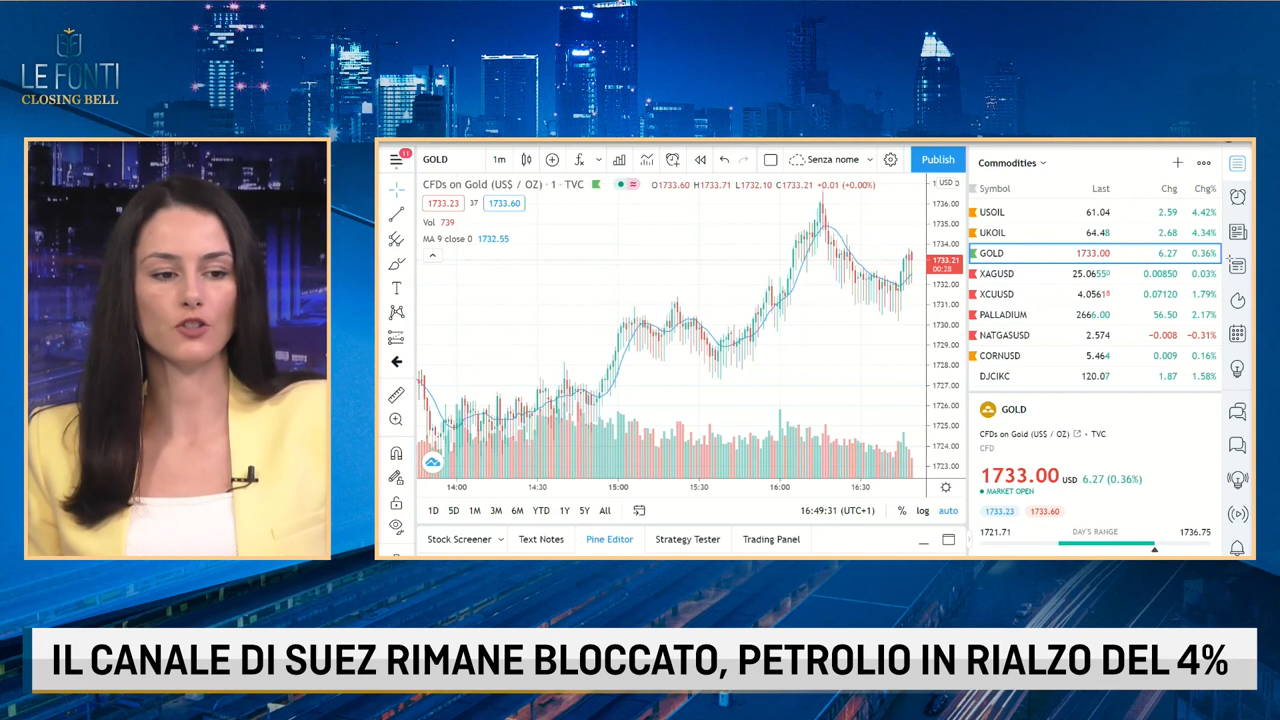 LE FONTI
CLOSING BELL
11
GOLD
1m
Senza nome
Publish
CFDs on Gold (US$ / OZ) · 1 · TVC
O1733.60 H1733.71 L1732.10 C1733.21 +0.01 (+0.00%)
1733.23 37 1733.60
Vol 739
MA 9 close 0 1732.55
USD
1736.00
1734.00
1733.21
00:28
1732.00
1730.00
1728.00
1727.00
1726.00
1725.00
1724.00
1723.00
14:00 14:30 15:00 15:30 16:00 16:30
1D 5D 1M 3M 6M YTD 1Y 5Y All
16:49:31 (UTC+1) % log auto
Stock Screener Text Notes Pine Editor Strategy Tester Trading Panel
Commodities
Symbol Last Chg Chg%
USOIL 61.04 2.59 4.42%
UKOIL 64.48 2.68 4.34%
GOLD 1733.00 6.27 0.36%
XAGUSD 25.0655⁰ 0.00850 0.03%
XCUUSD 4.0561⁸ 0.07120 1.79%
PALLADIUM 2666.00 56.50 2.17%
NATGASUSD 2.574 −0.008 −0.31%
CORNUSD 5.464 0.009 0.16%
DJCIKC 120.07 1.87 1.58%
GOLD
CFDs on Gold (US$ / OZ) • TVC
CFD
1733.00 USD 6.27 (0.36%)
MARKET OPEN
1733.23 1733.60
1721.71 DAY'S RANGE 1736.75
IL CANALE DI SUEZ RIMANE BLOCCATO, PETROLIO IN RIALZO DEL 4%